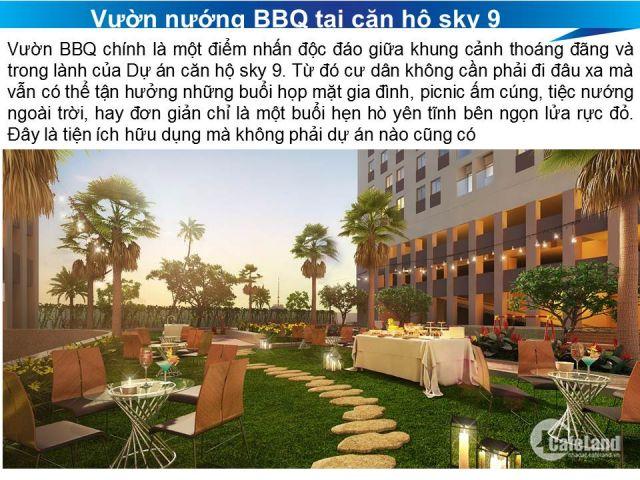 Vườn nướng BBQ tại căn hộ sky 9
Vườn BBQ chính là một điểm nhấn độc đáo giữa khung cảnh thoáng đãng và
trong lành của Dự án căn hộ sky 9. Từ đó cư dân không cần phải đi đâu xa mà
vẫn có thể tận hưởng những buổi họp mặt gia đình, picnic ấm cúng, tiệc nướng
ngoài trời, hay đơn giản chỉ là một buổi hẹn hò yên tĩnh bên ngọn lửa rực đỏ.
Đây là tiện ích hữu dụng mà không phải dự án nào cũng có
CafeLand
nhadat.cafeland.vn